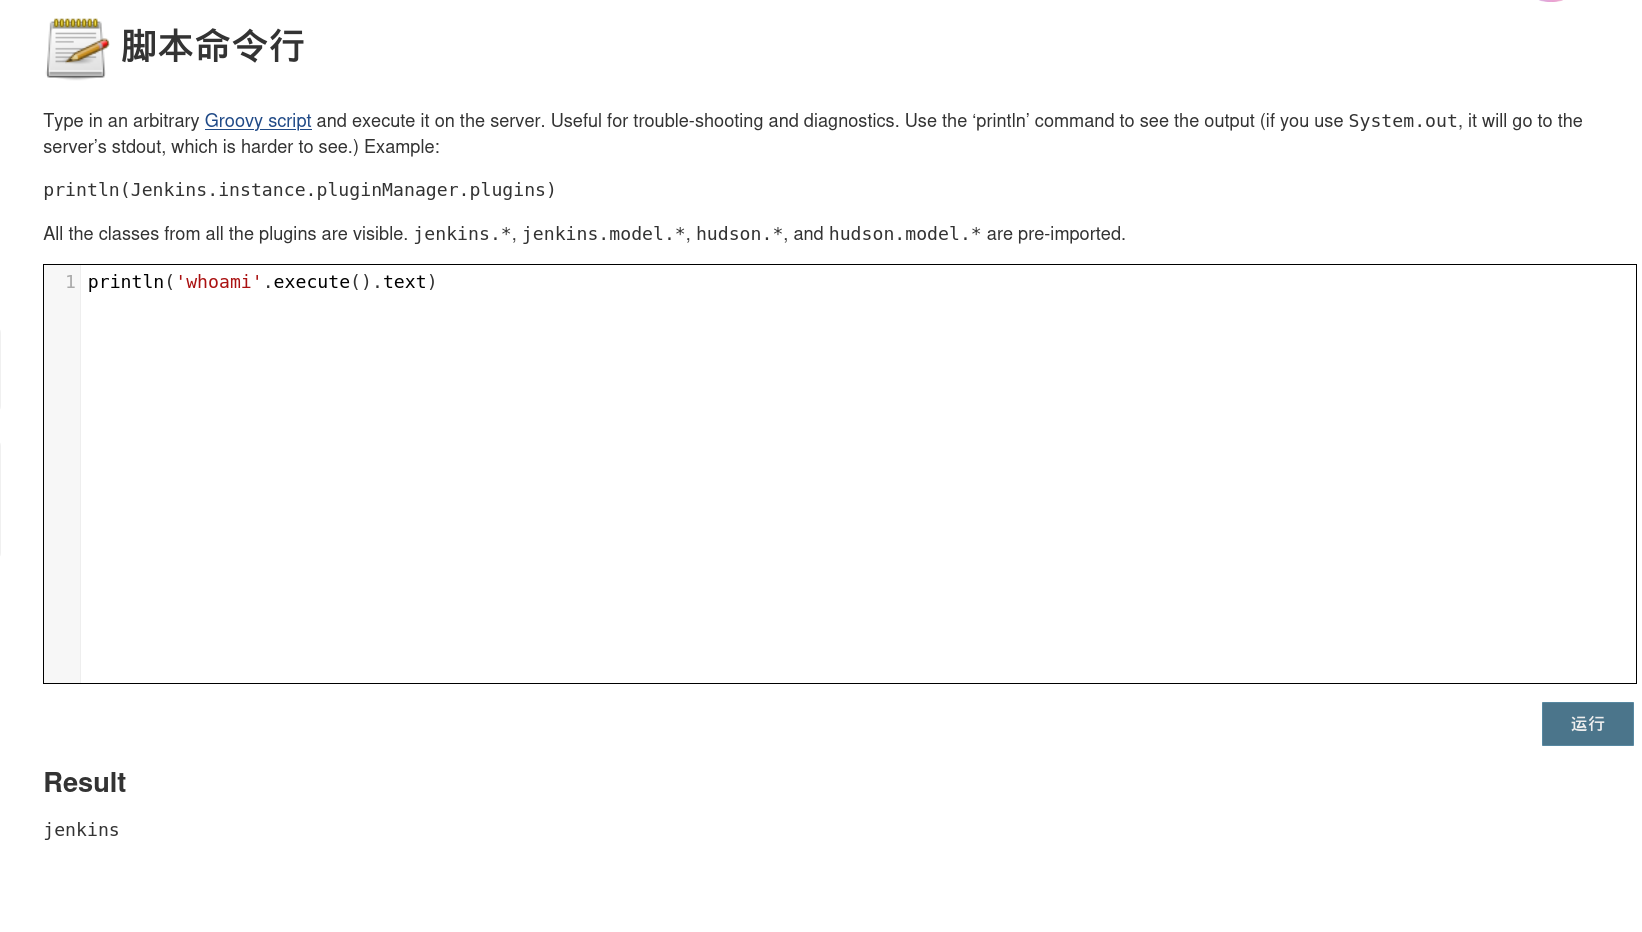 脚本命令行
Type in an arbitrary Groovy script and execute it on the server. Useful for trouble-shooting and diagnostics. Use the ‘println’ command to see the output (if you use System.out, it will go to the
server’s stdout, which is harder to see.) Example:
println(Jenkins.instance.pluginManager.plugins)
All the classes from all the plugins are visible. jenkins.*, jenkins.model.*, hudson.*, and hudson.model.* are pre-imported.
1 println('whoami'.execute().text)
运行
Result
jenkins